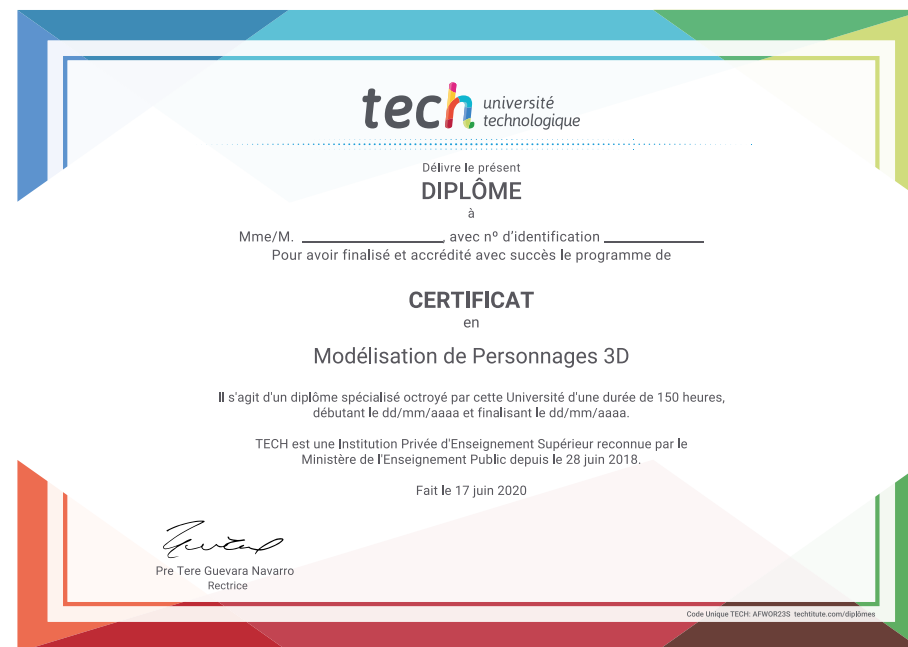 tech université
technologique
Délivre le présent
DIPLÔME
à
Mme/M. ____________, avec nº d'identification ____________
Pour avoir finalisé et accrédité avec succès le programme de
CERTIFICAT
en
Modélisation de Personnages 3D
Il s'agit d'un diplôme spécialisé octroyé par cette Université d'une durée de 150 heures,
débutant le dd/mm/aaaa et finalisant le dd/mm/aaaa.
TECH est une Institution Privée d'Enseignement Supérieur reconnue par le
Ministère de l'Enseignement Public depuis le 28 juin 2018.
Fait le 17 juin 2020
Pre Tere Guevara Navarro
Rectrice
Code Unique TECH: AFWOR23S techtitute.com/diplômes